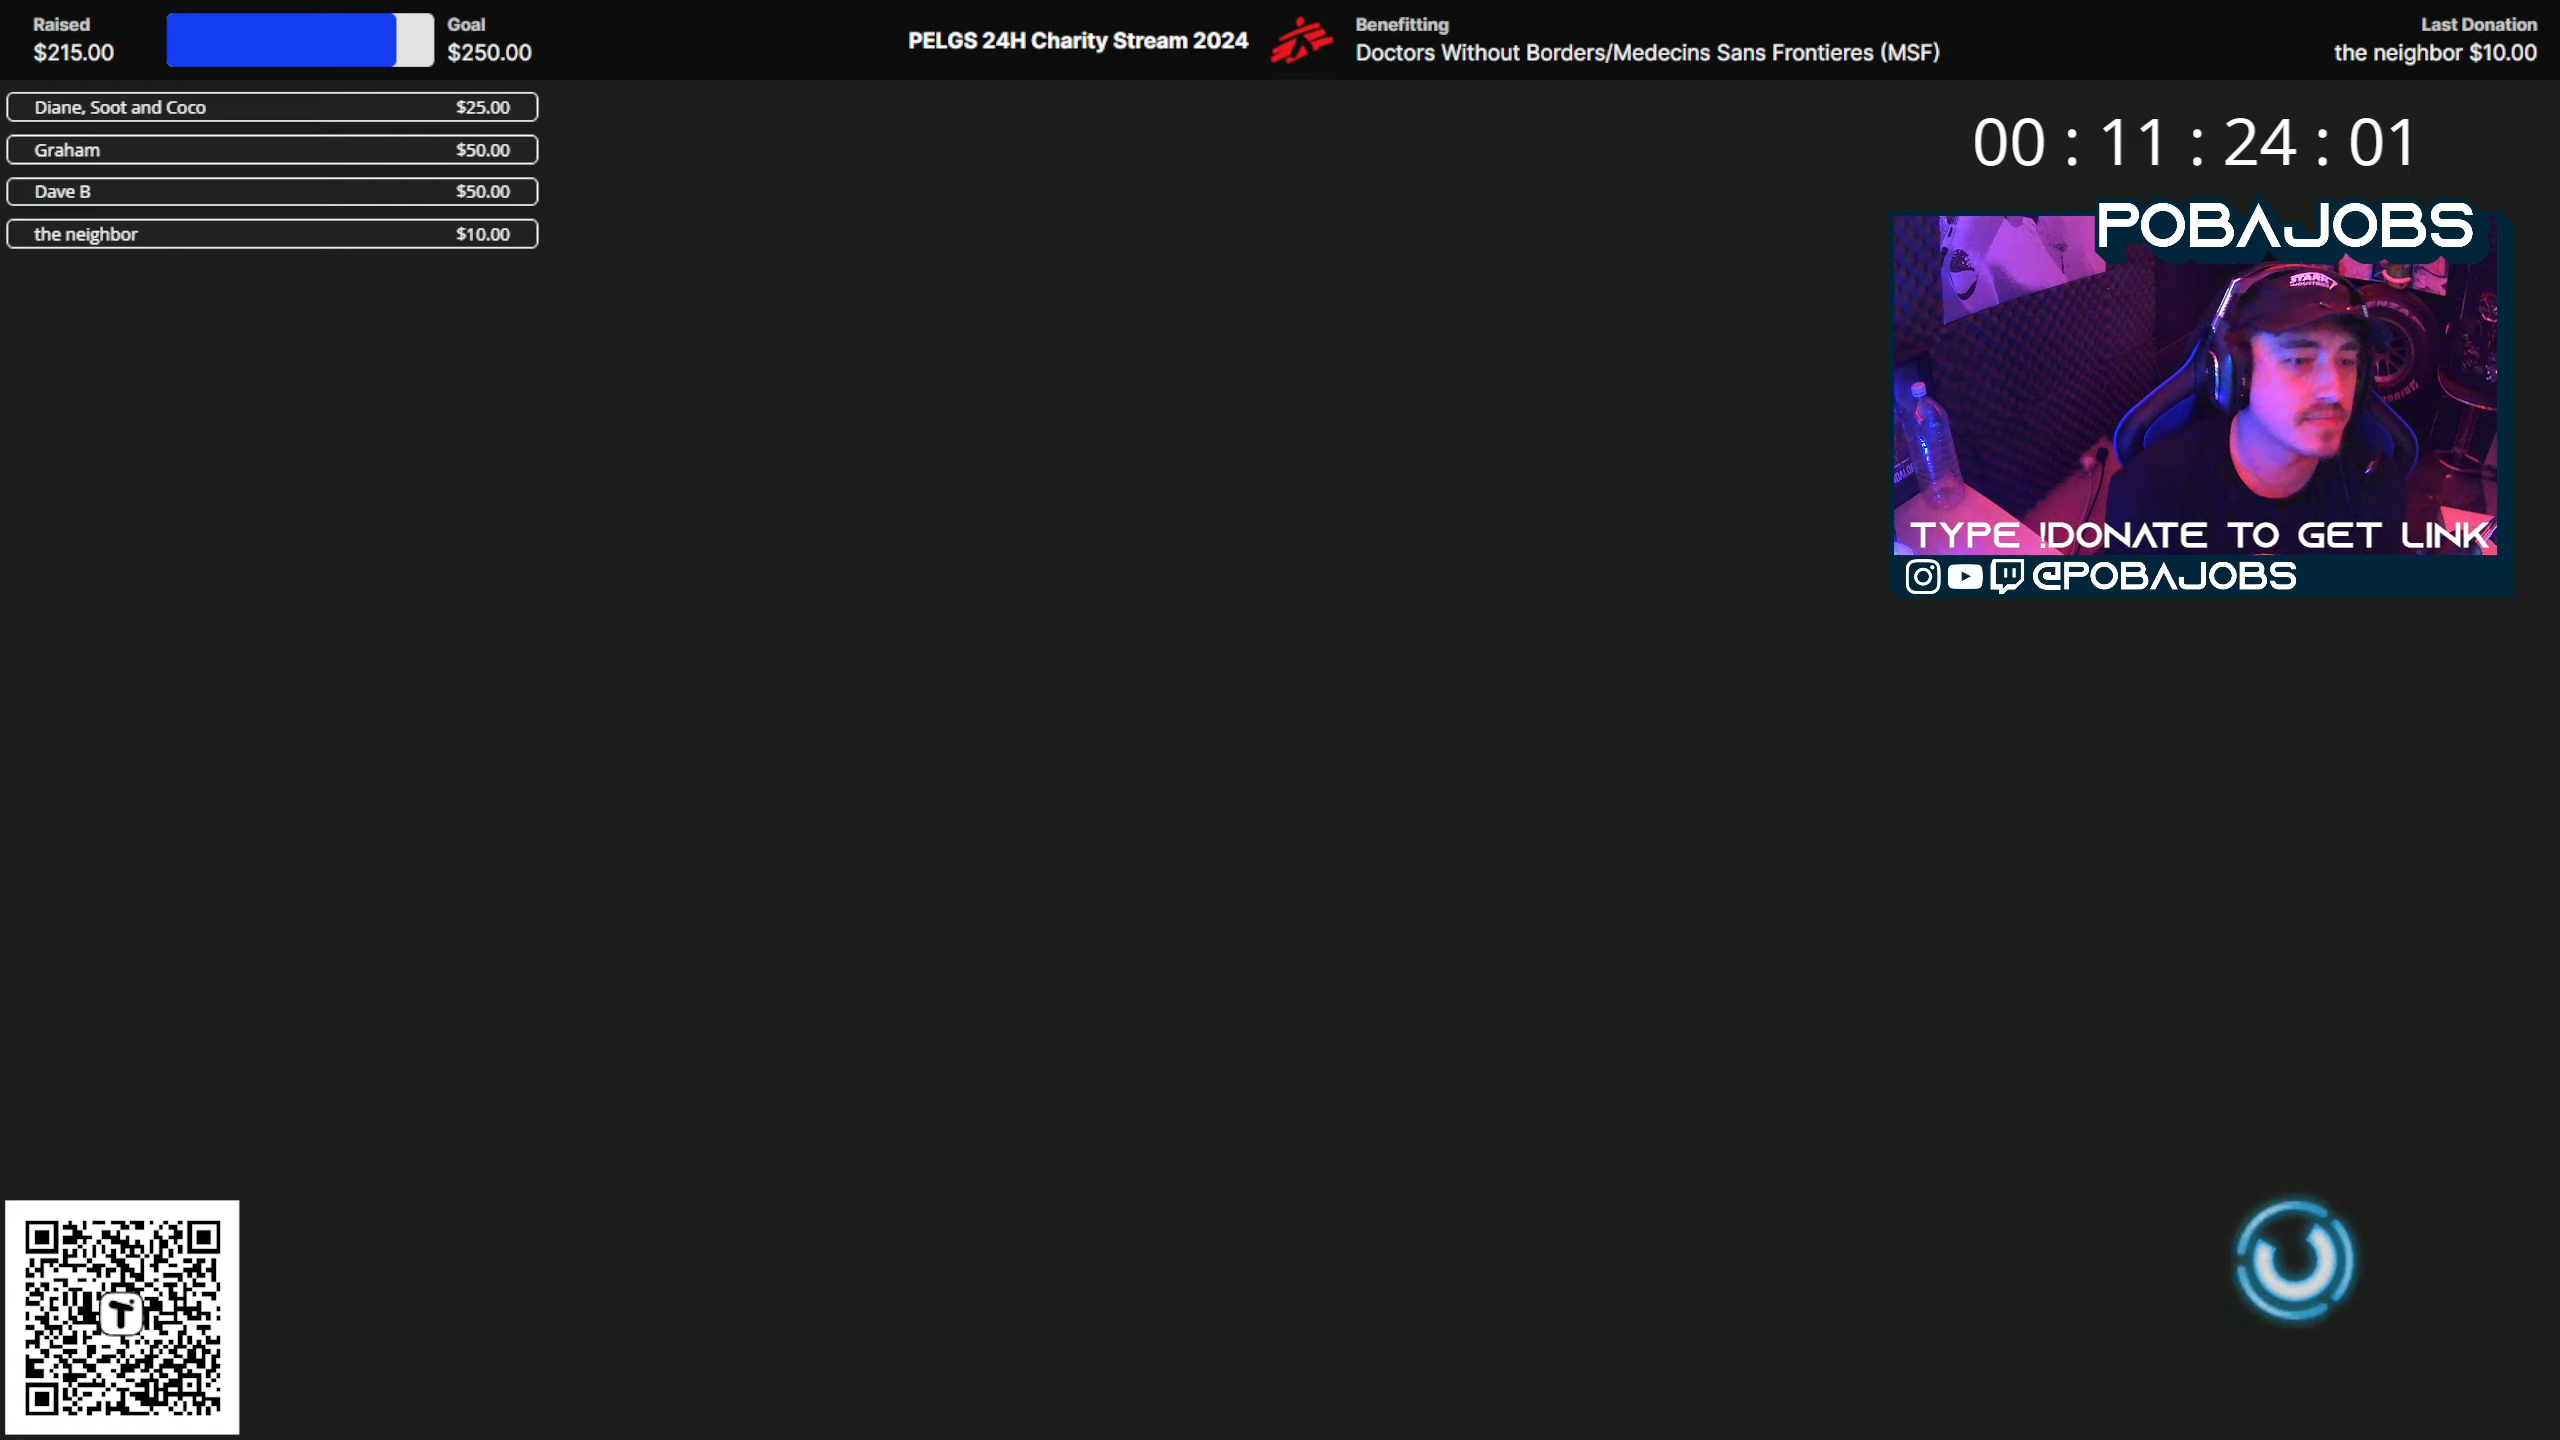 Raised
$215.00
Goal
$250.00
PELGS 24H Charity Stream 2024
Benefitting
Doctors Without Borders/Medecins Sans Frontieres (MSF)
Last Donation
the neighbor $10.00
Diane, Soot and Coco $25.00
Graham $50.00
Dave B $50.00
the neighbor $10.00
00 : 11 : 24 : 01
POBAJOBS
STARK
INDUSTRIES
TYPE !DONATE TO GET LINK
@POBAJOBS
T